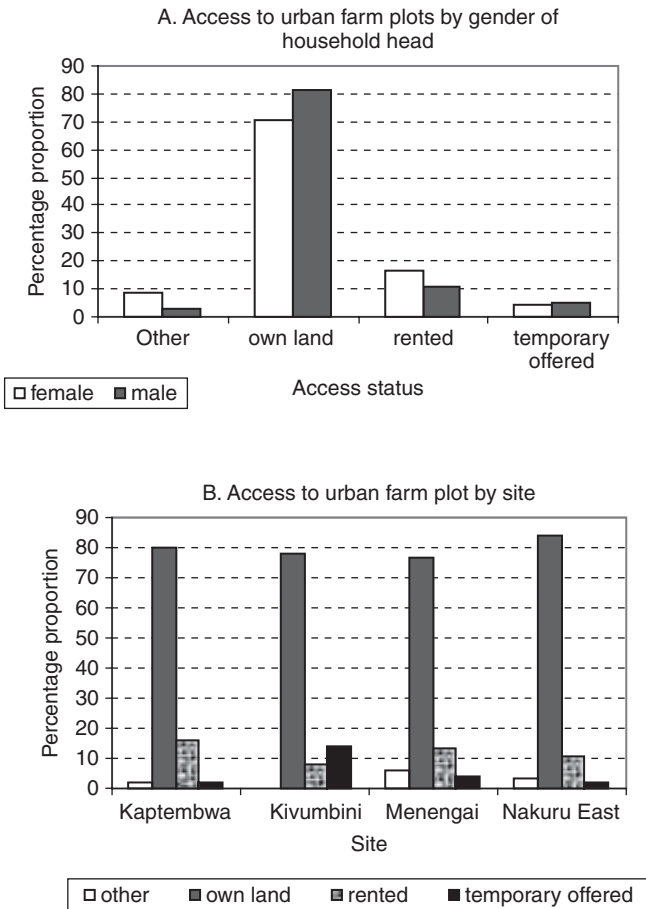 A. Access to urban farm plots by gender of
household head
Percentage proportion
90
80
70
60
50
40
30
20
10
0
Other own land rented temporary
offered
Access status
female male
B. Access to urban farm plot by site
Percentage proportion
90
80
70
60
50
40
30
20
10
0
Kaptembwa Kivumbini Menengai Nakuru East
Site
other own land rented temporary offered